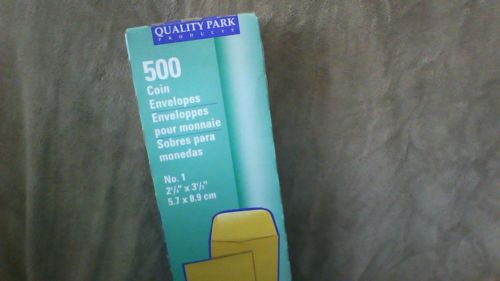 QUALITY PARK
PRODUCTS
500
Coin
Envelopes
Enveloppes
pour monnaie
Sobres para
monedas
No. 1
2¼" x 3½"
5.7 x 8.9 cm